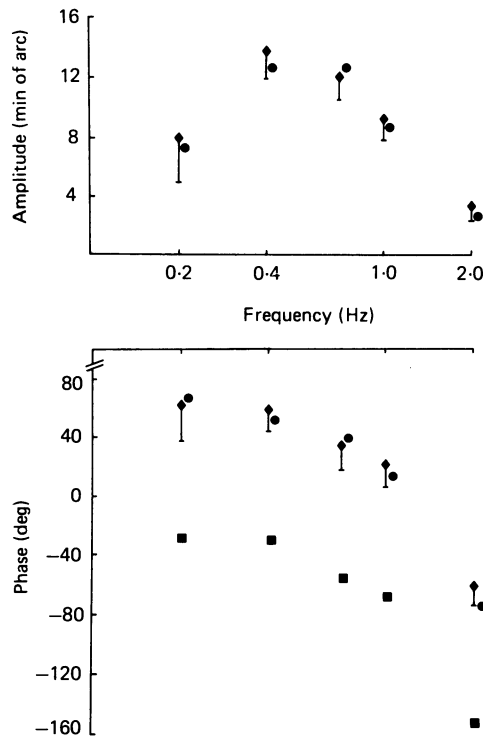 16
12
8
4
Amplitude (min of arc)
0·2 0·4 1·0 2·0
Frequency (Hz)
80
40
0
−40
−80
−120
−160
Phase (deg)